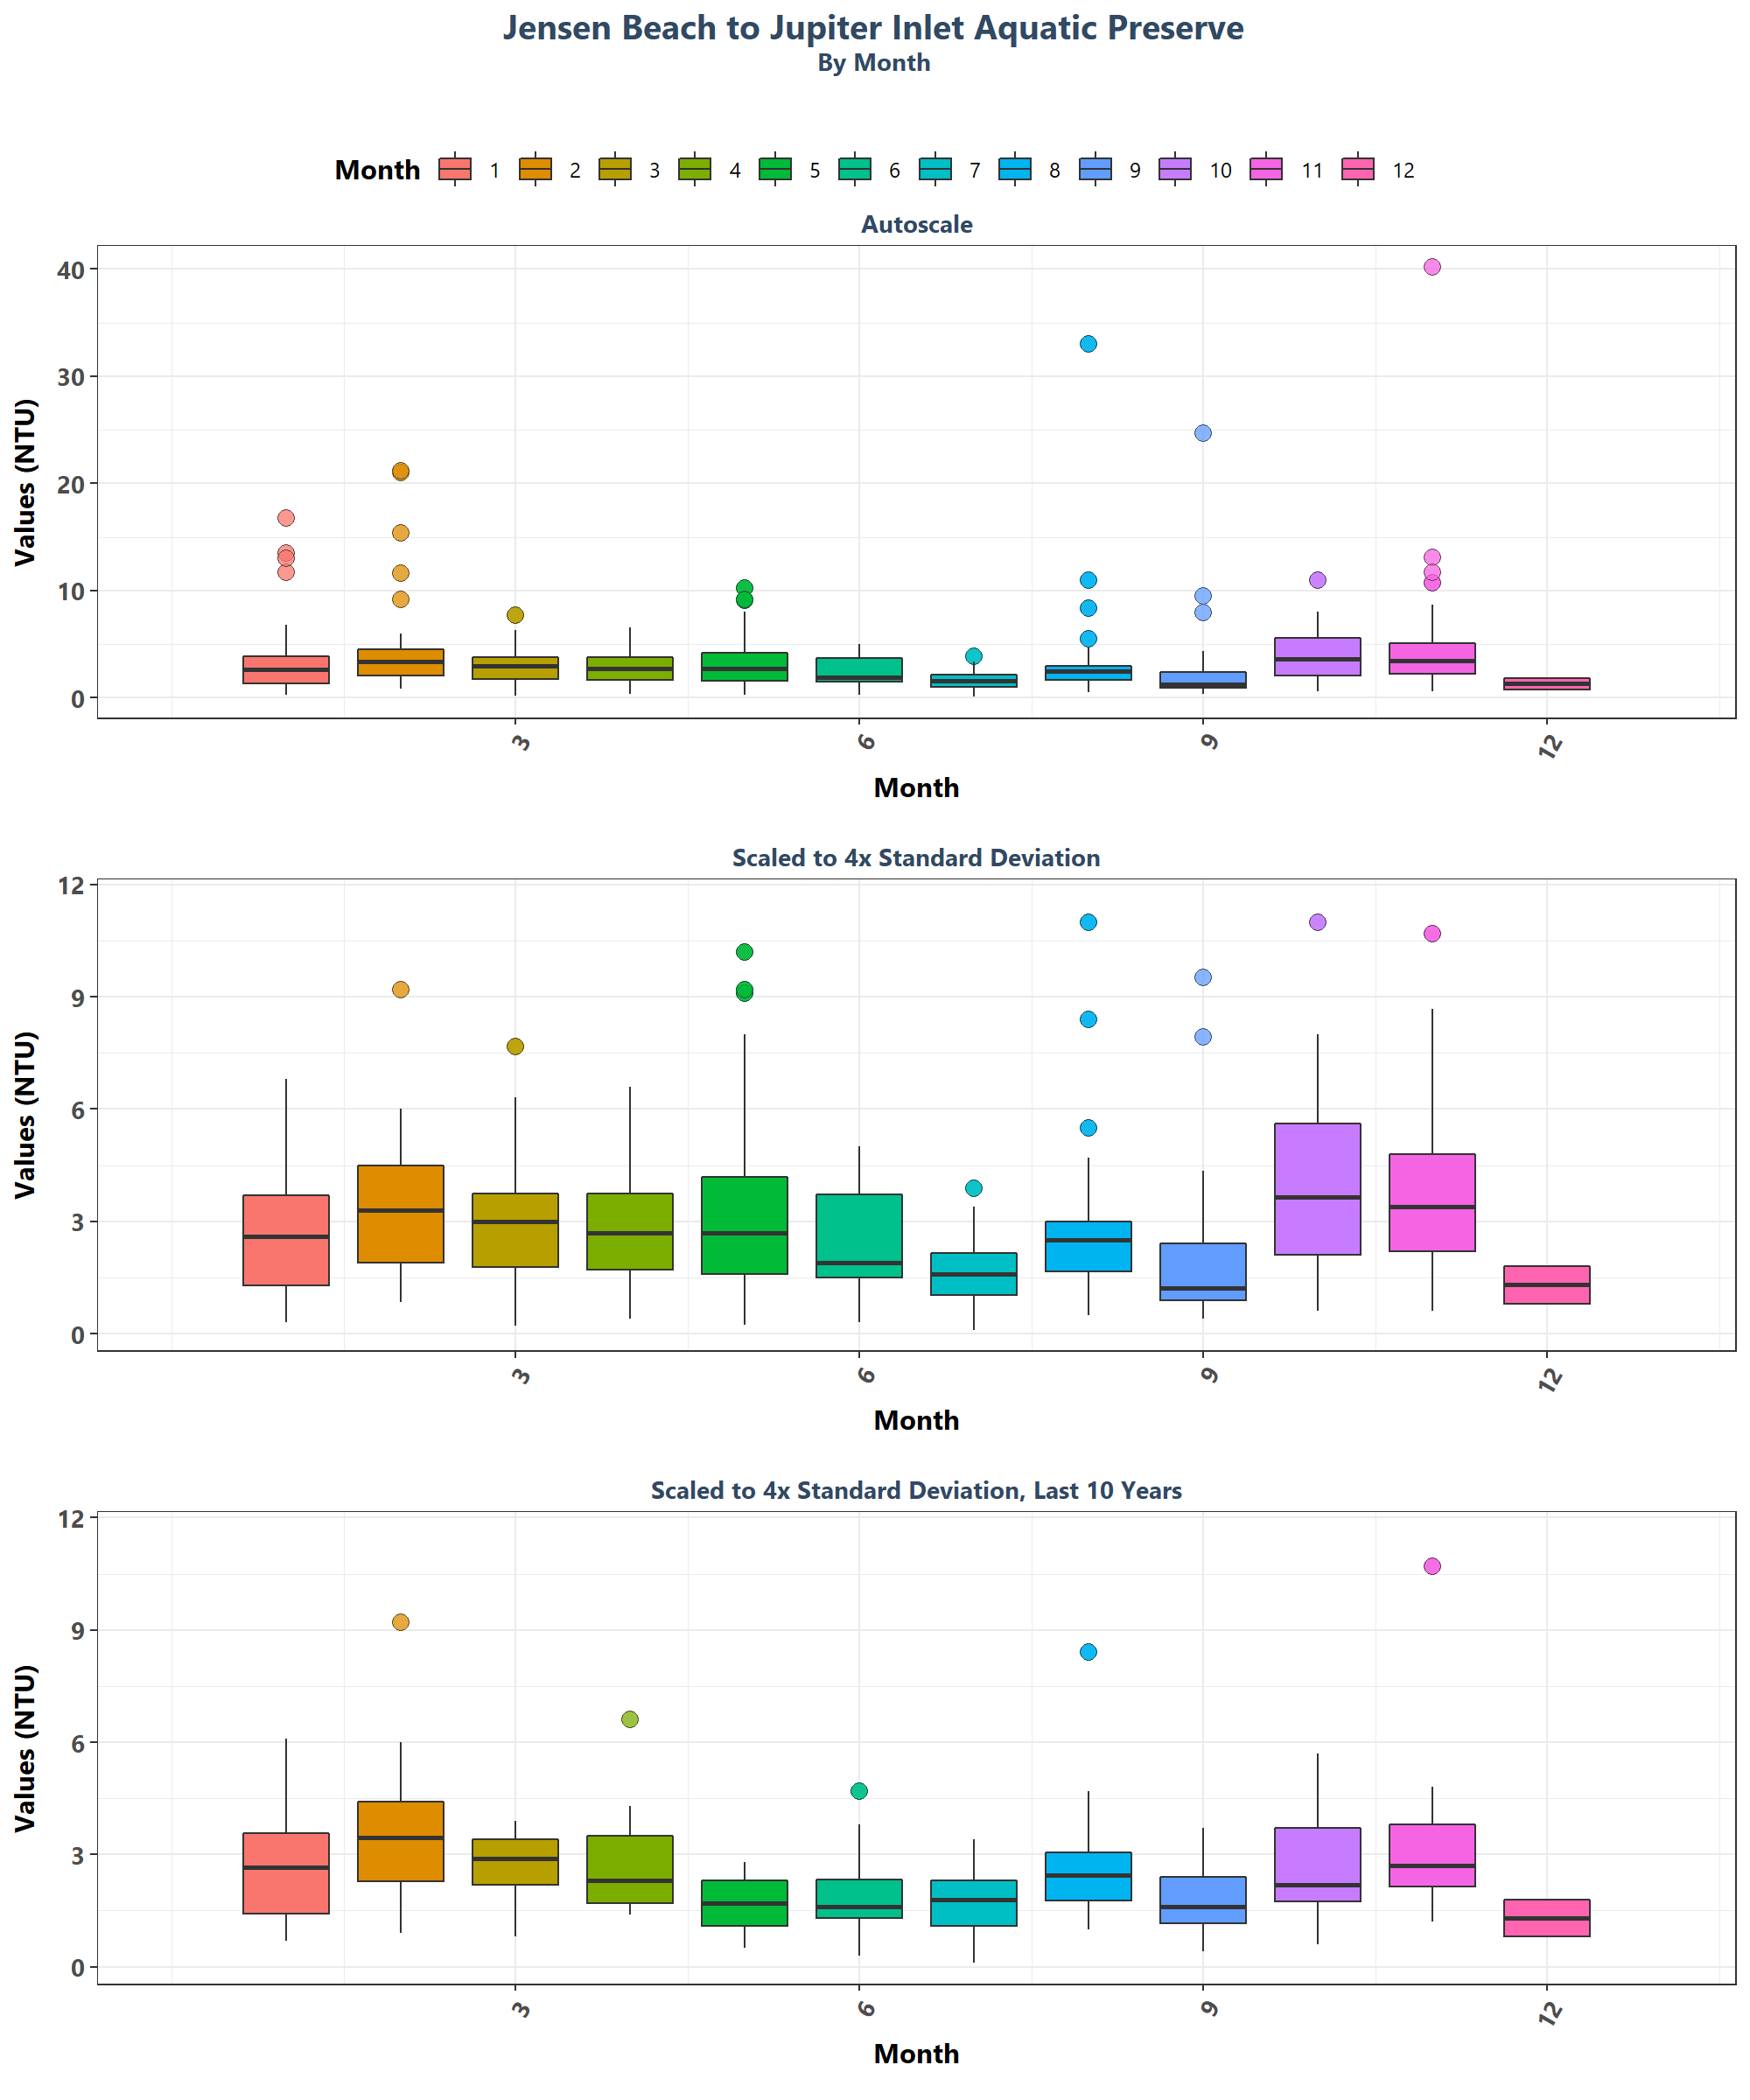 Jensen Beach to Jupiter Inlet Aquatic Preserve
By Month
Month 1 2 3 4 5 6 7 8 9 10 11 12
Autoscale
Values (NTU)
40
30
20
10
0
3 6 9 12
Month
Scaled to 4x Standard Deviation
Values (NTU)
12
9
6
3
0
3 6 9 12
Month
Scaled to 4x Standard Deviation, Last 10 Years
Values (NTU)
12
9
6
3
0
3 6 9 12
Month